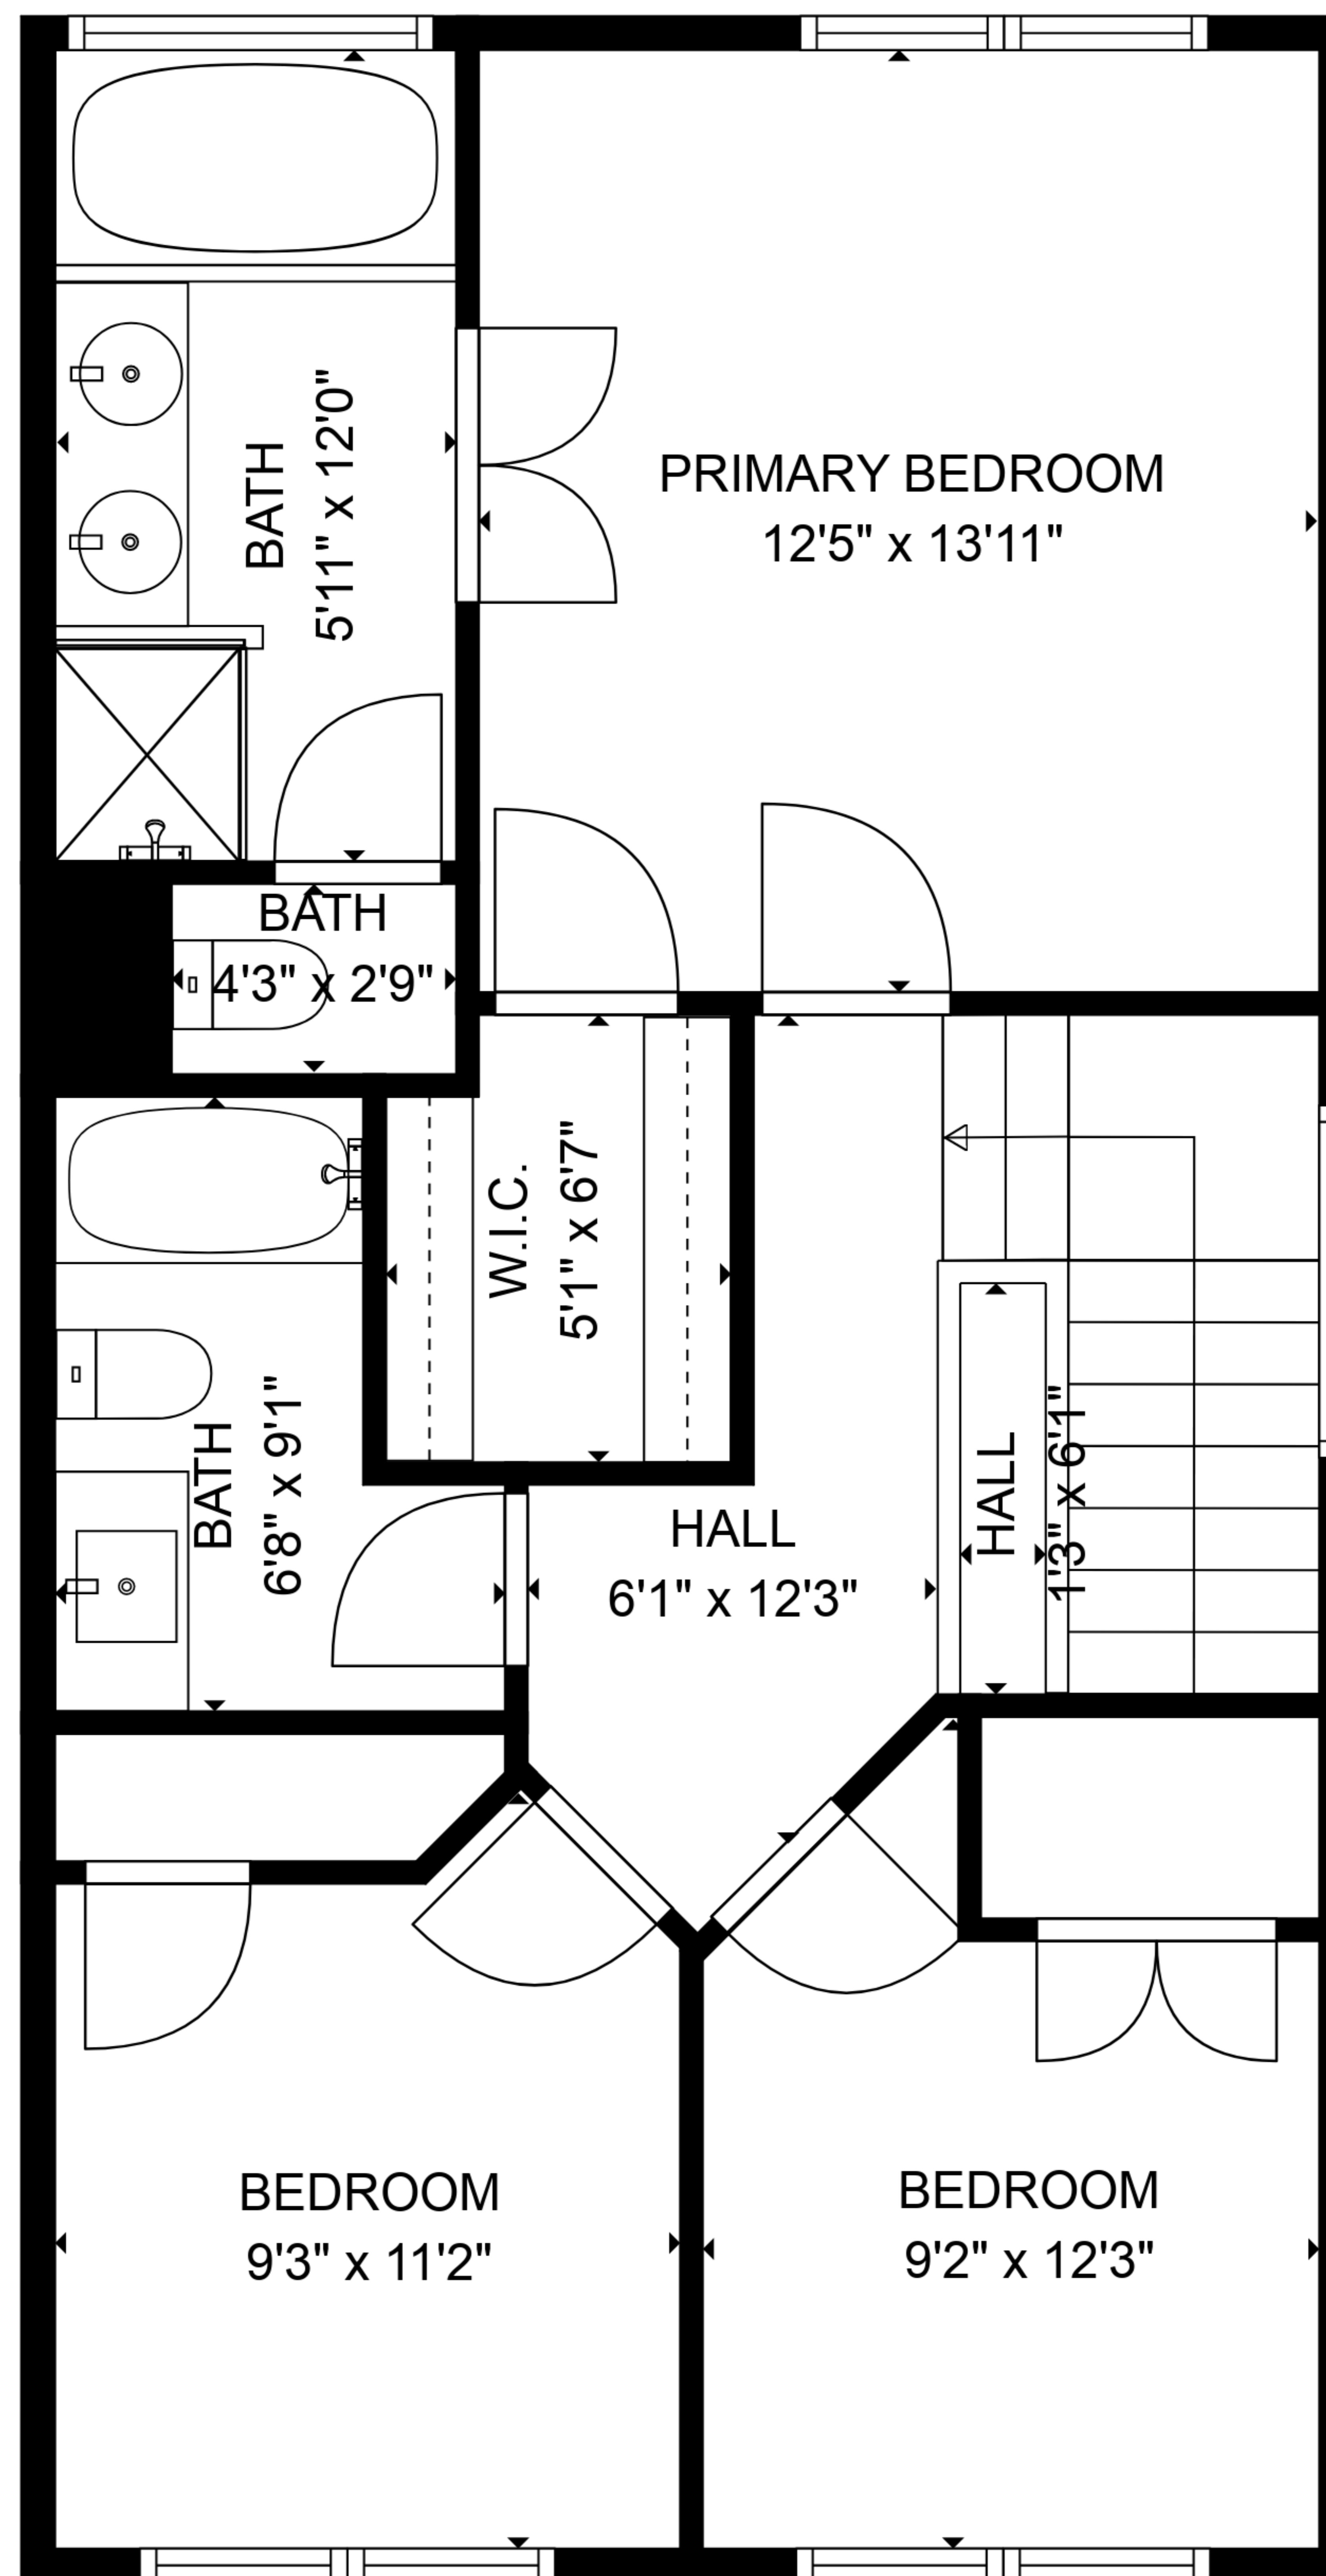 BATH
5'11" x 12'0"
PRIMARY BEDROOM
12'5" x 13'11"
BATH
4'3" x 2'9"
W.I.C.
5'1" x 6'7"
BATH
6'8" x 9'1"
HALL
6'1" x 12'3"
HALL
1'3" x 6'1"
BEDROOM
9'3" x 11'2"
BEDROOM
9'2" x 12'3"